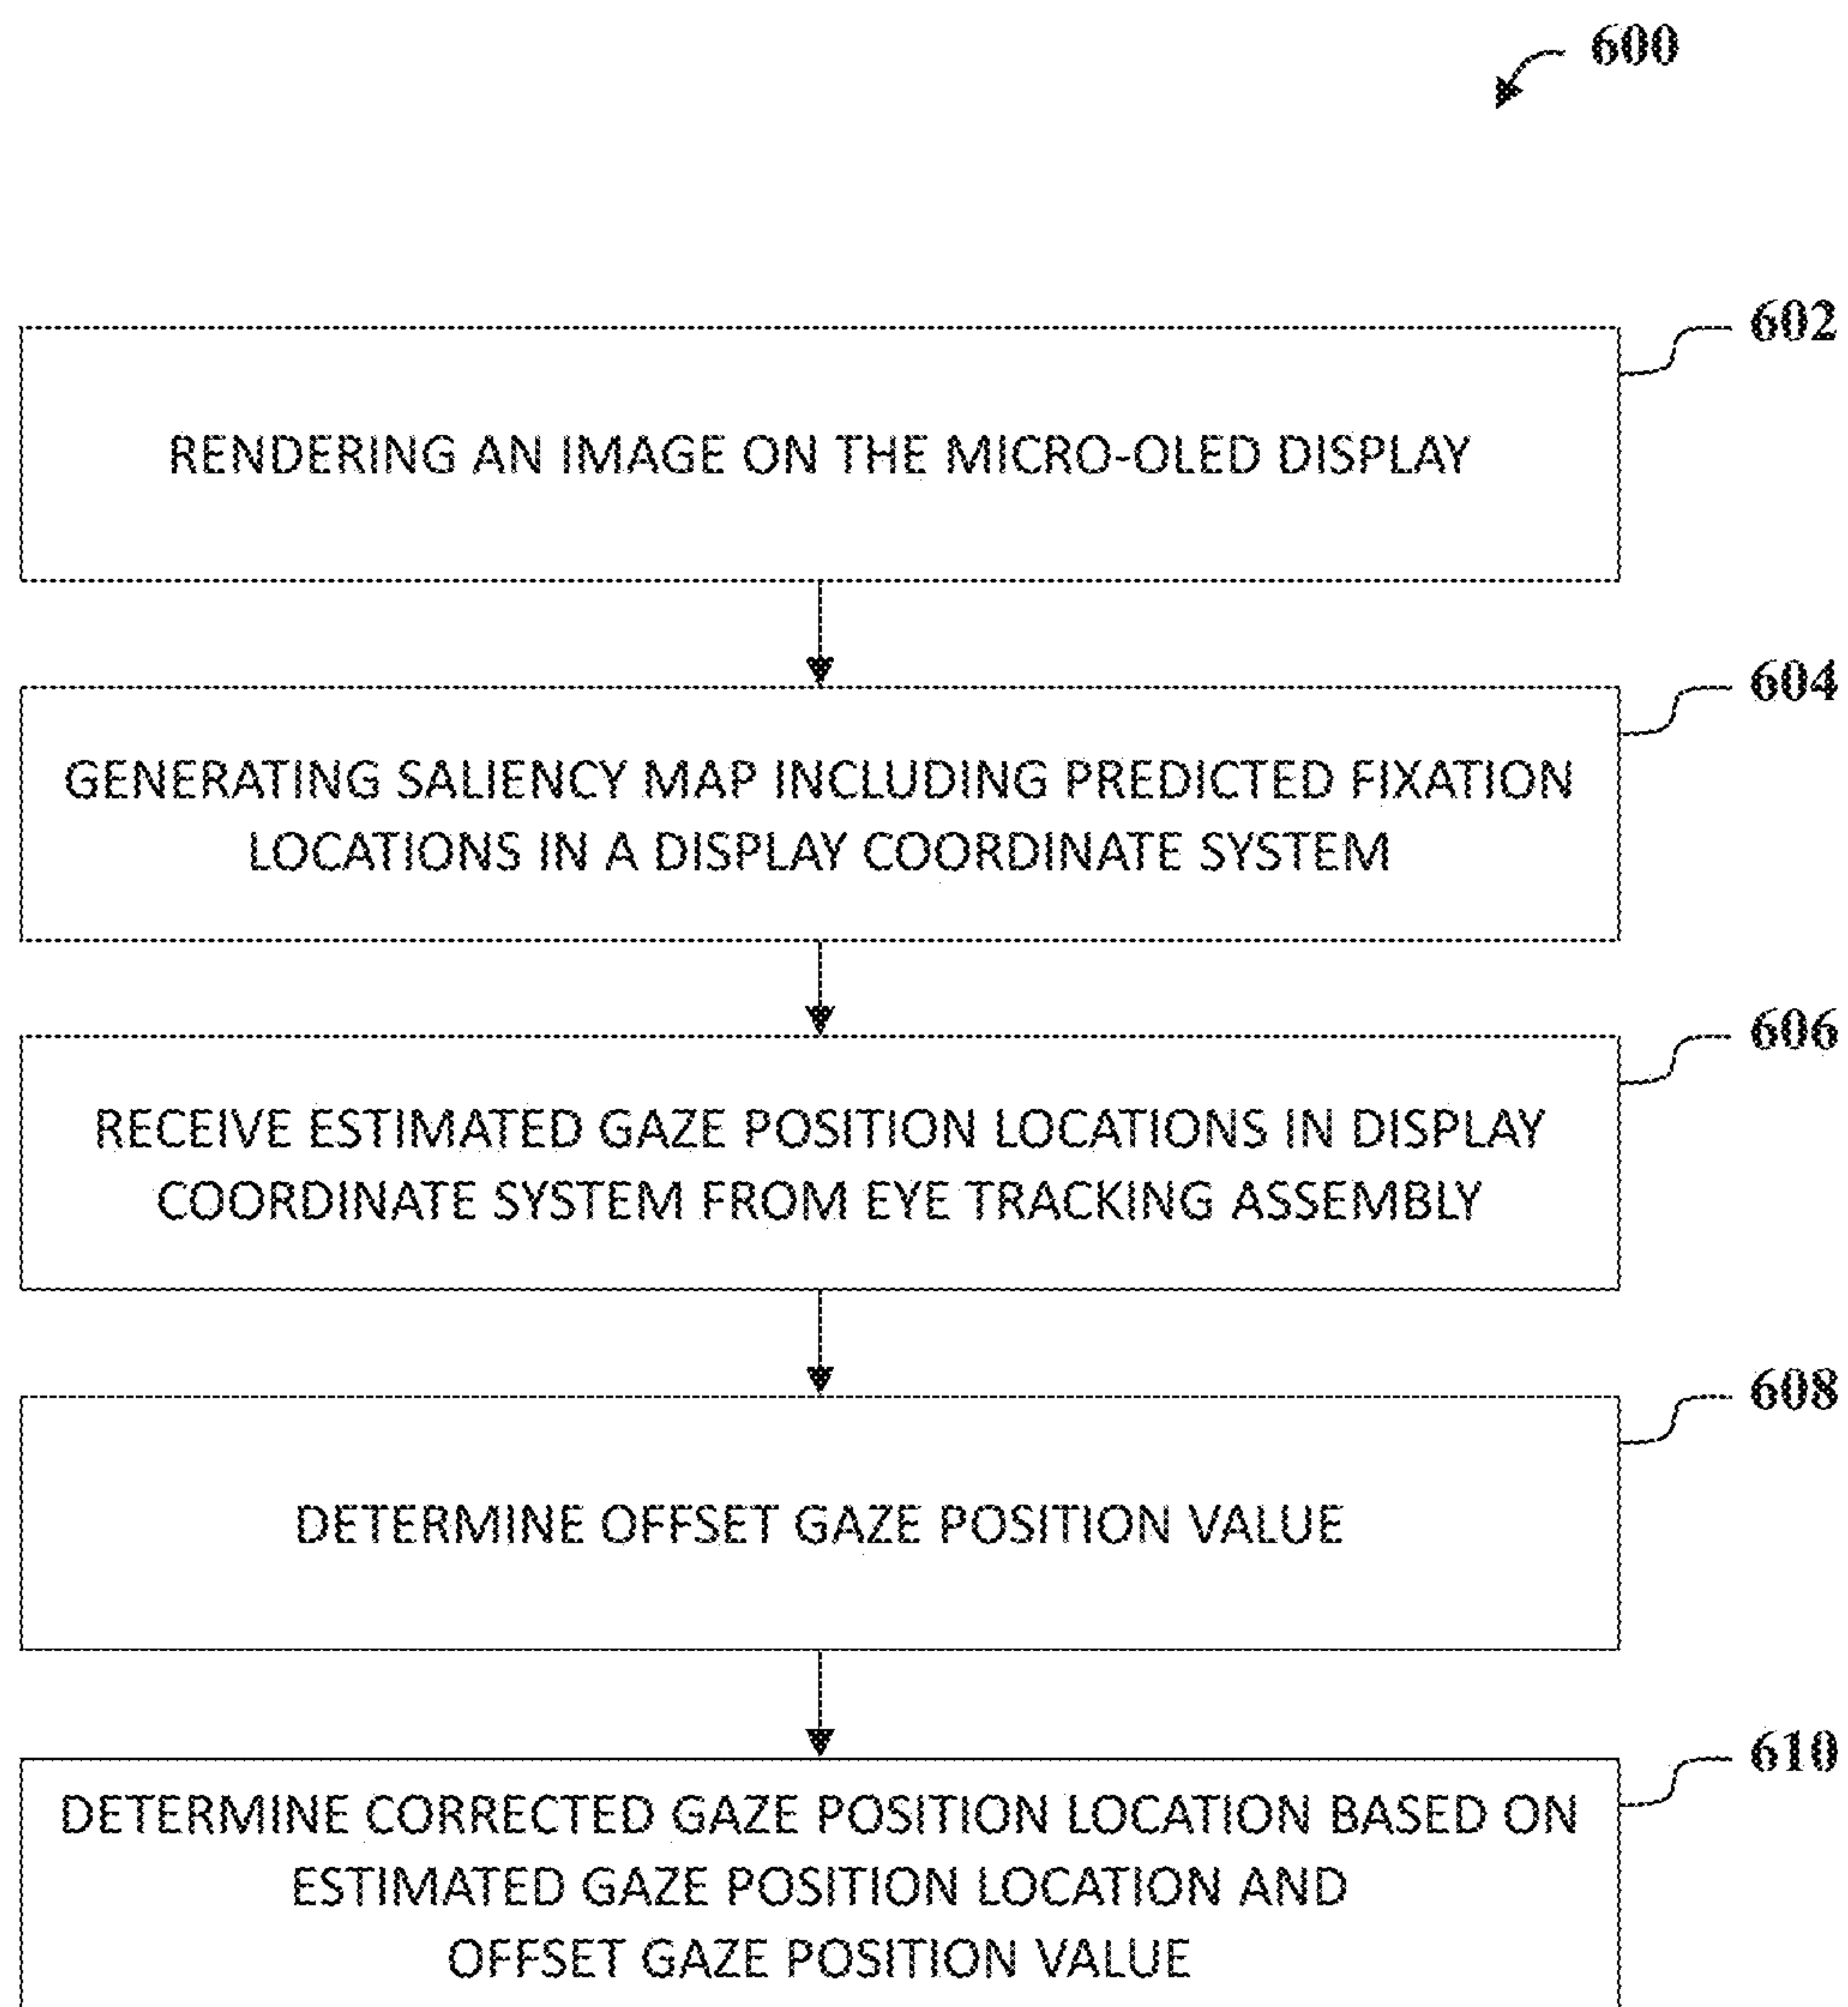 600
602
RENDERING AN IMAGE ON THE MICRO-OLED DISPLAY
604
GENERATING SALIENCY MAP INCLUDING PREDICTED FIXATION
LOCATIONS IN A DISPLAY COORDINATE SYSTEM
606
RECEIVE ESTIMATED GAZE POSITION LOCATIONS IN DISPLAY
COORDINATE SYSTEM FROM EYE TRACKING ASSEMBLY
608
DETERMINE OFFSET GAZE POSITION VALUE
610
DETERMINE CORRECTED GAZE POSITION LOCATION BASED ON
ESTIMATED GAZE POSITION LOCATION AND
OFFSET GAZE POSITION VALUE